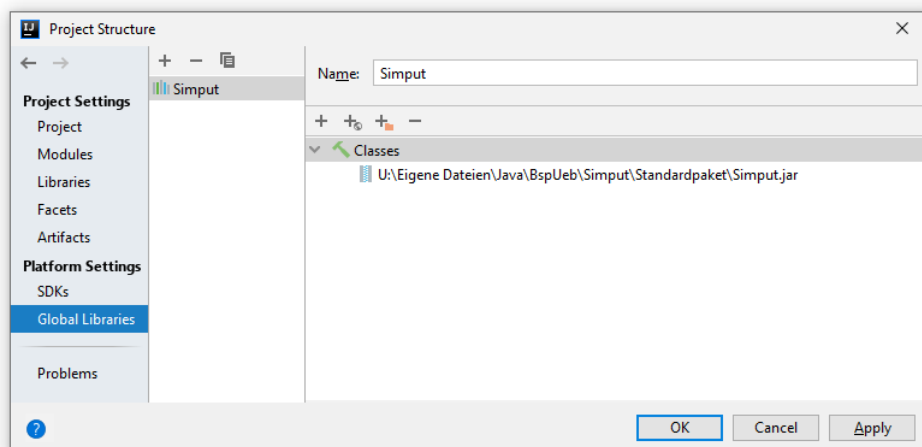 Project Structure
Project Settings
Project
Modules
Libraries
Facets
Artifacts
Platform Settings
SDKs
Global Libraries
Problems
Simput
Name: Simput
Classes
U:\Eigene Dateien\Java\BspUeb\Simput\Standardpaket\Simput.jar
OK Cancel Apply